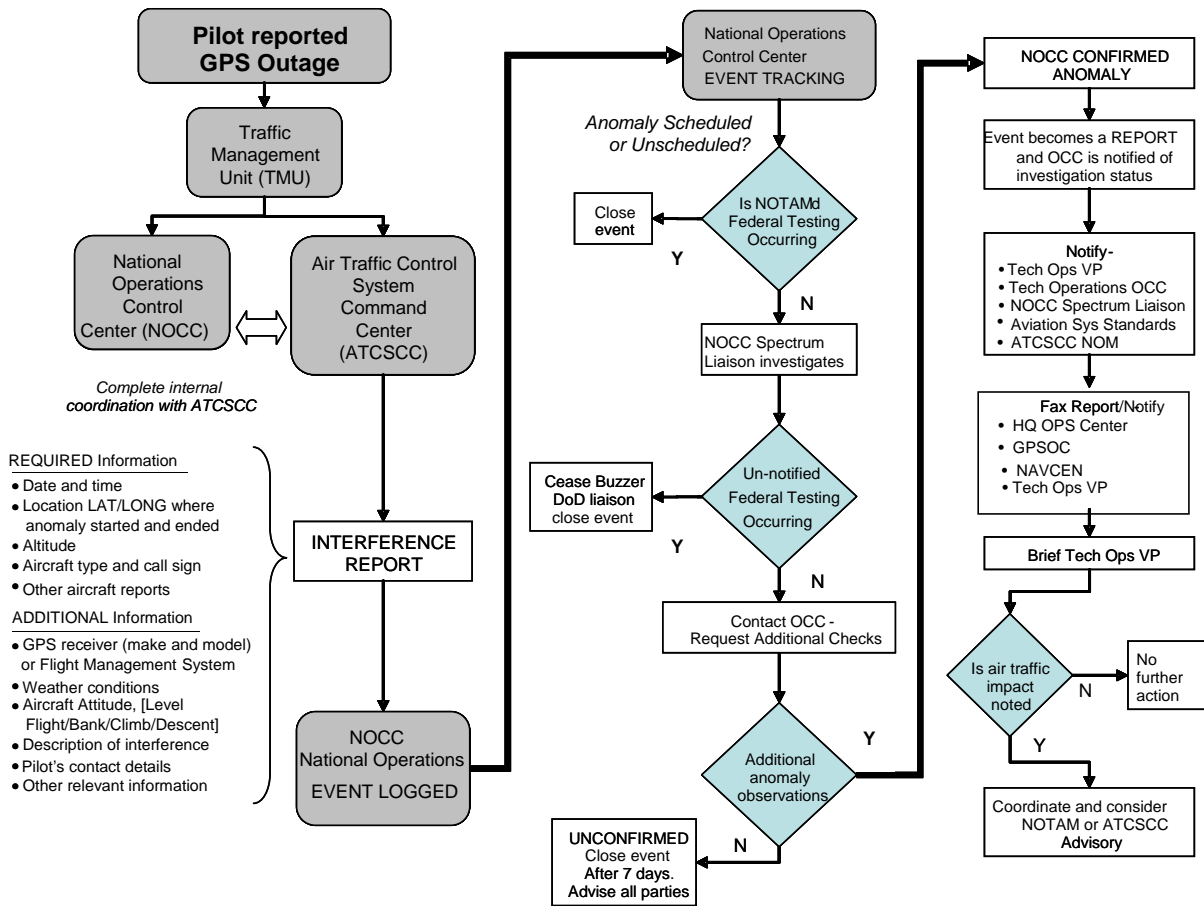 Pilot reported
GPS Outage
Traffic
Management
Unit (TMU)
National
Operations
Control
Center (NOCC)
Air Traffic Control
System
Command
Center
(ATCSCC)
Complete internal
coordination with ATCSCC
REQUIRED Information
• Date and time
• Location LAT/LONG where
anomaly started and ended
• Altitude
• Aircraft type and call sign
• Other aircraft reports
ADDITIONAL Information
• GPS receiver (make and model)
or Flight Management System
• Weather conditions
• Aircraft Attitude, [Level
Flight/Bank/Climb/Descent]
• Description of interference
• Pilot's contact details
• Other relevant information
INTERFERENCE
REPORT
NOCC
National Operations
EVENT LOGGED
National Operations
Control Center
EVENT TRACKING
Anomaly Scheduled
or Unscheduled?
Is NOTAMd
Federal Testing
Occurring
Close
event
Y
N
NOCC Spectrum
Liaison investigates
Un-notified
Federal Testing
Occurring
Cease Buzzer
DoD liaison
close event
Y
N
Contact OCC -
Request Additional Checks
Additional
anomaly
observations
Y
N
UNCONFIRMED
Close event
After 7 days.
Advise all parties
NOCC CONFIRMED
ANOMALY
Event becomes a REPORT
and OCC is notified of
investigation status
Notify-
• Tech Ops VP
• Tech Operations OCC
• NOCC Spectrum Liaison
• Aviation Sys Standards
• ATCSCC NOM
Fax Report/Notify-
• HQ OPS Center
• GPSOC
• NAVCEN
• Tech Ops VP
Brief Tech Ops VP
Is air traffic
impact
noted
N
No
further
action
Y
Coordinate and consider
NOTAM or ATCSCC
Advisory